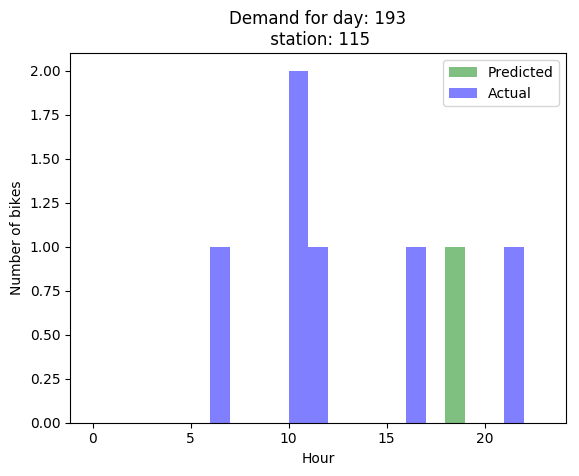 Demand for day: 193
station: 115
Predicted
Actual
2.00
1.75
1.50
1.25
1.00
0.75
0.50
0.25
0.00
Number of bikes
0 5 10 15 20
Hour